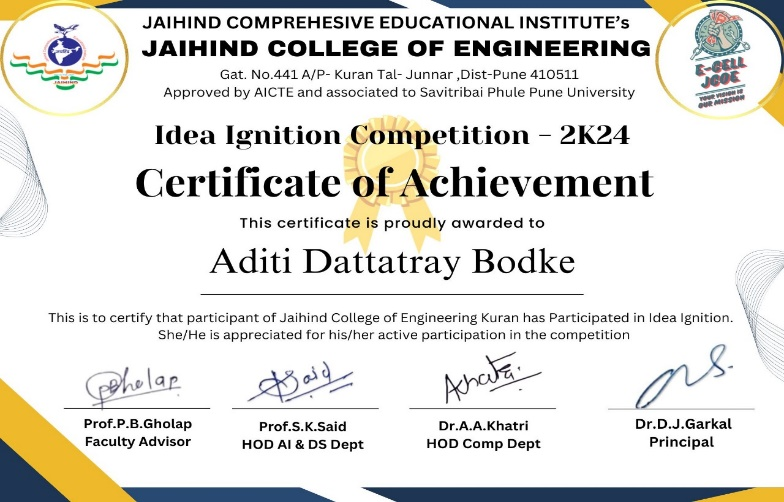 JAIHIND COMPREHESIVE EDUCATIONAL INSTITUTE's
JAIHIND COLLEGE OF ENGINEERING
Gat. No.441 A/P- Kuran Tal- Junnar ,Dist-Pune 410511
Approved by AICTE and associated to Savitribai Phule Pune University
JAIHIND
E-CELL
JCOE
YOUR VISION IS
OUR MISSION
Idea Ignition Competition - 2K24
Certificate of Achievement
This certificate is proudly awarded to
Aditi Dattatray Bodke
This is to certify that participant of Jaihind College of Engineering Kuran has Participated in Idea Ignition.
She/He is appreciated for his/her active participation in the competition
Prof.P.B.Gholap
Faculty Advisor
Prof.S.K.Said
HOD AI & DS Dept
Dr.A.A.Khatri
HOD Comp Dept
Dr.D.J.Garkal
Principal